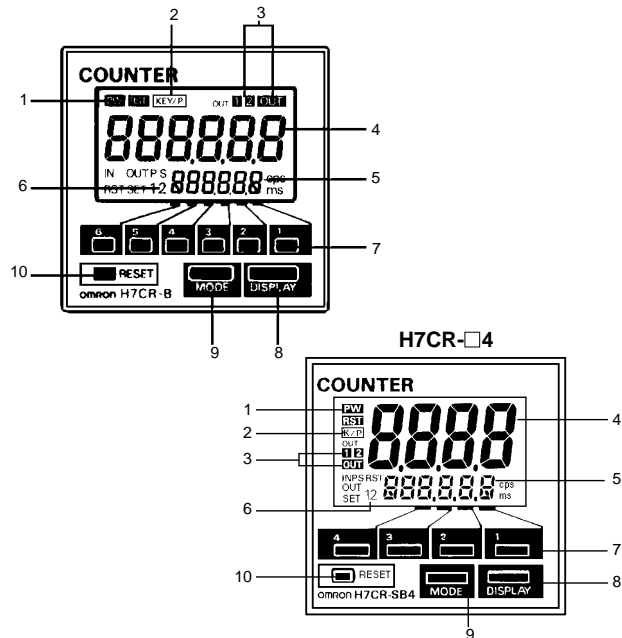 2
3
COUNTER
1
PW RST KEY/P OUT 1 2 OUT
888888
4
IN OUT P S
RST SET 12 888888 cps
ms
5
6
6 5 4 3 2 1
7
10
RESET
MODE
DISPLAY
OMRON H7CR-B
9
8
H7CR-□4
COUNTER
1
PW
RST
2
K/P
OUT
3
1 2
OUT
8888
4
INPS RST
OUT
SET 12 888888 cps
ms
5
6
4 3 2 1
7
10
RESET
OMRON H7CR-SB4
MODE
DISPLAY
8
9